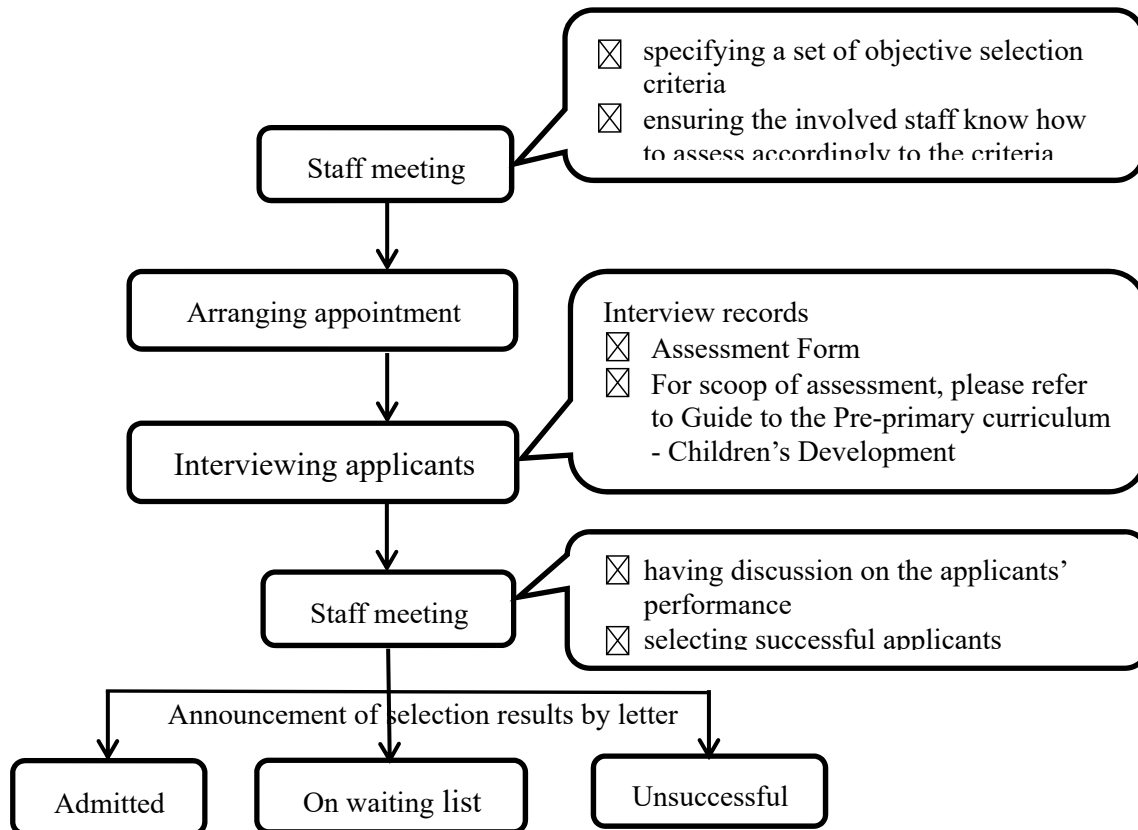 specifying a set of objective selection
criteria
ensuring the involved staff know how
to assess accordingly to the criteria
Staff meeting
Arranging appointment
Interview records
Assessment Form
For scoop of assessment, please refer
to Guide to the Pre-primary curriculum
- Children’s Development
Interviewing applicants
having discussion on the applicants’
performance
selecting successful applicants
Staff meeting
Announcement of selection results by letter
Admitted
On waiting list
Unsuccessful